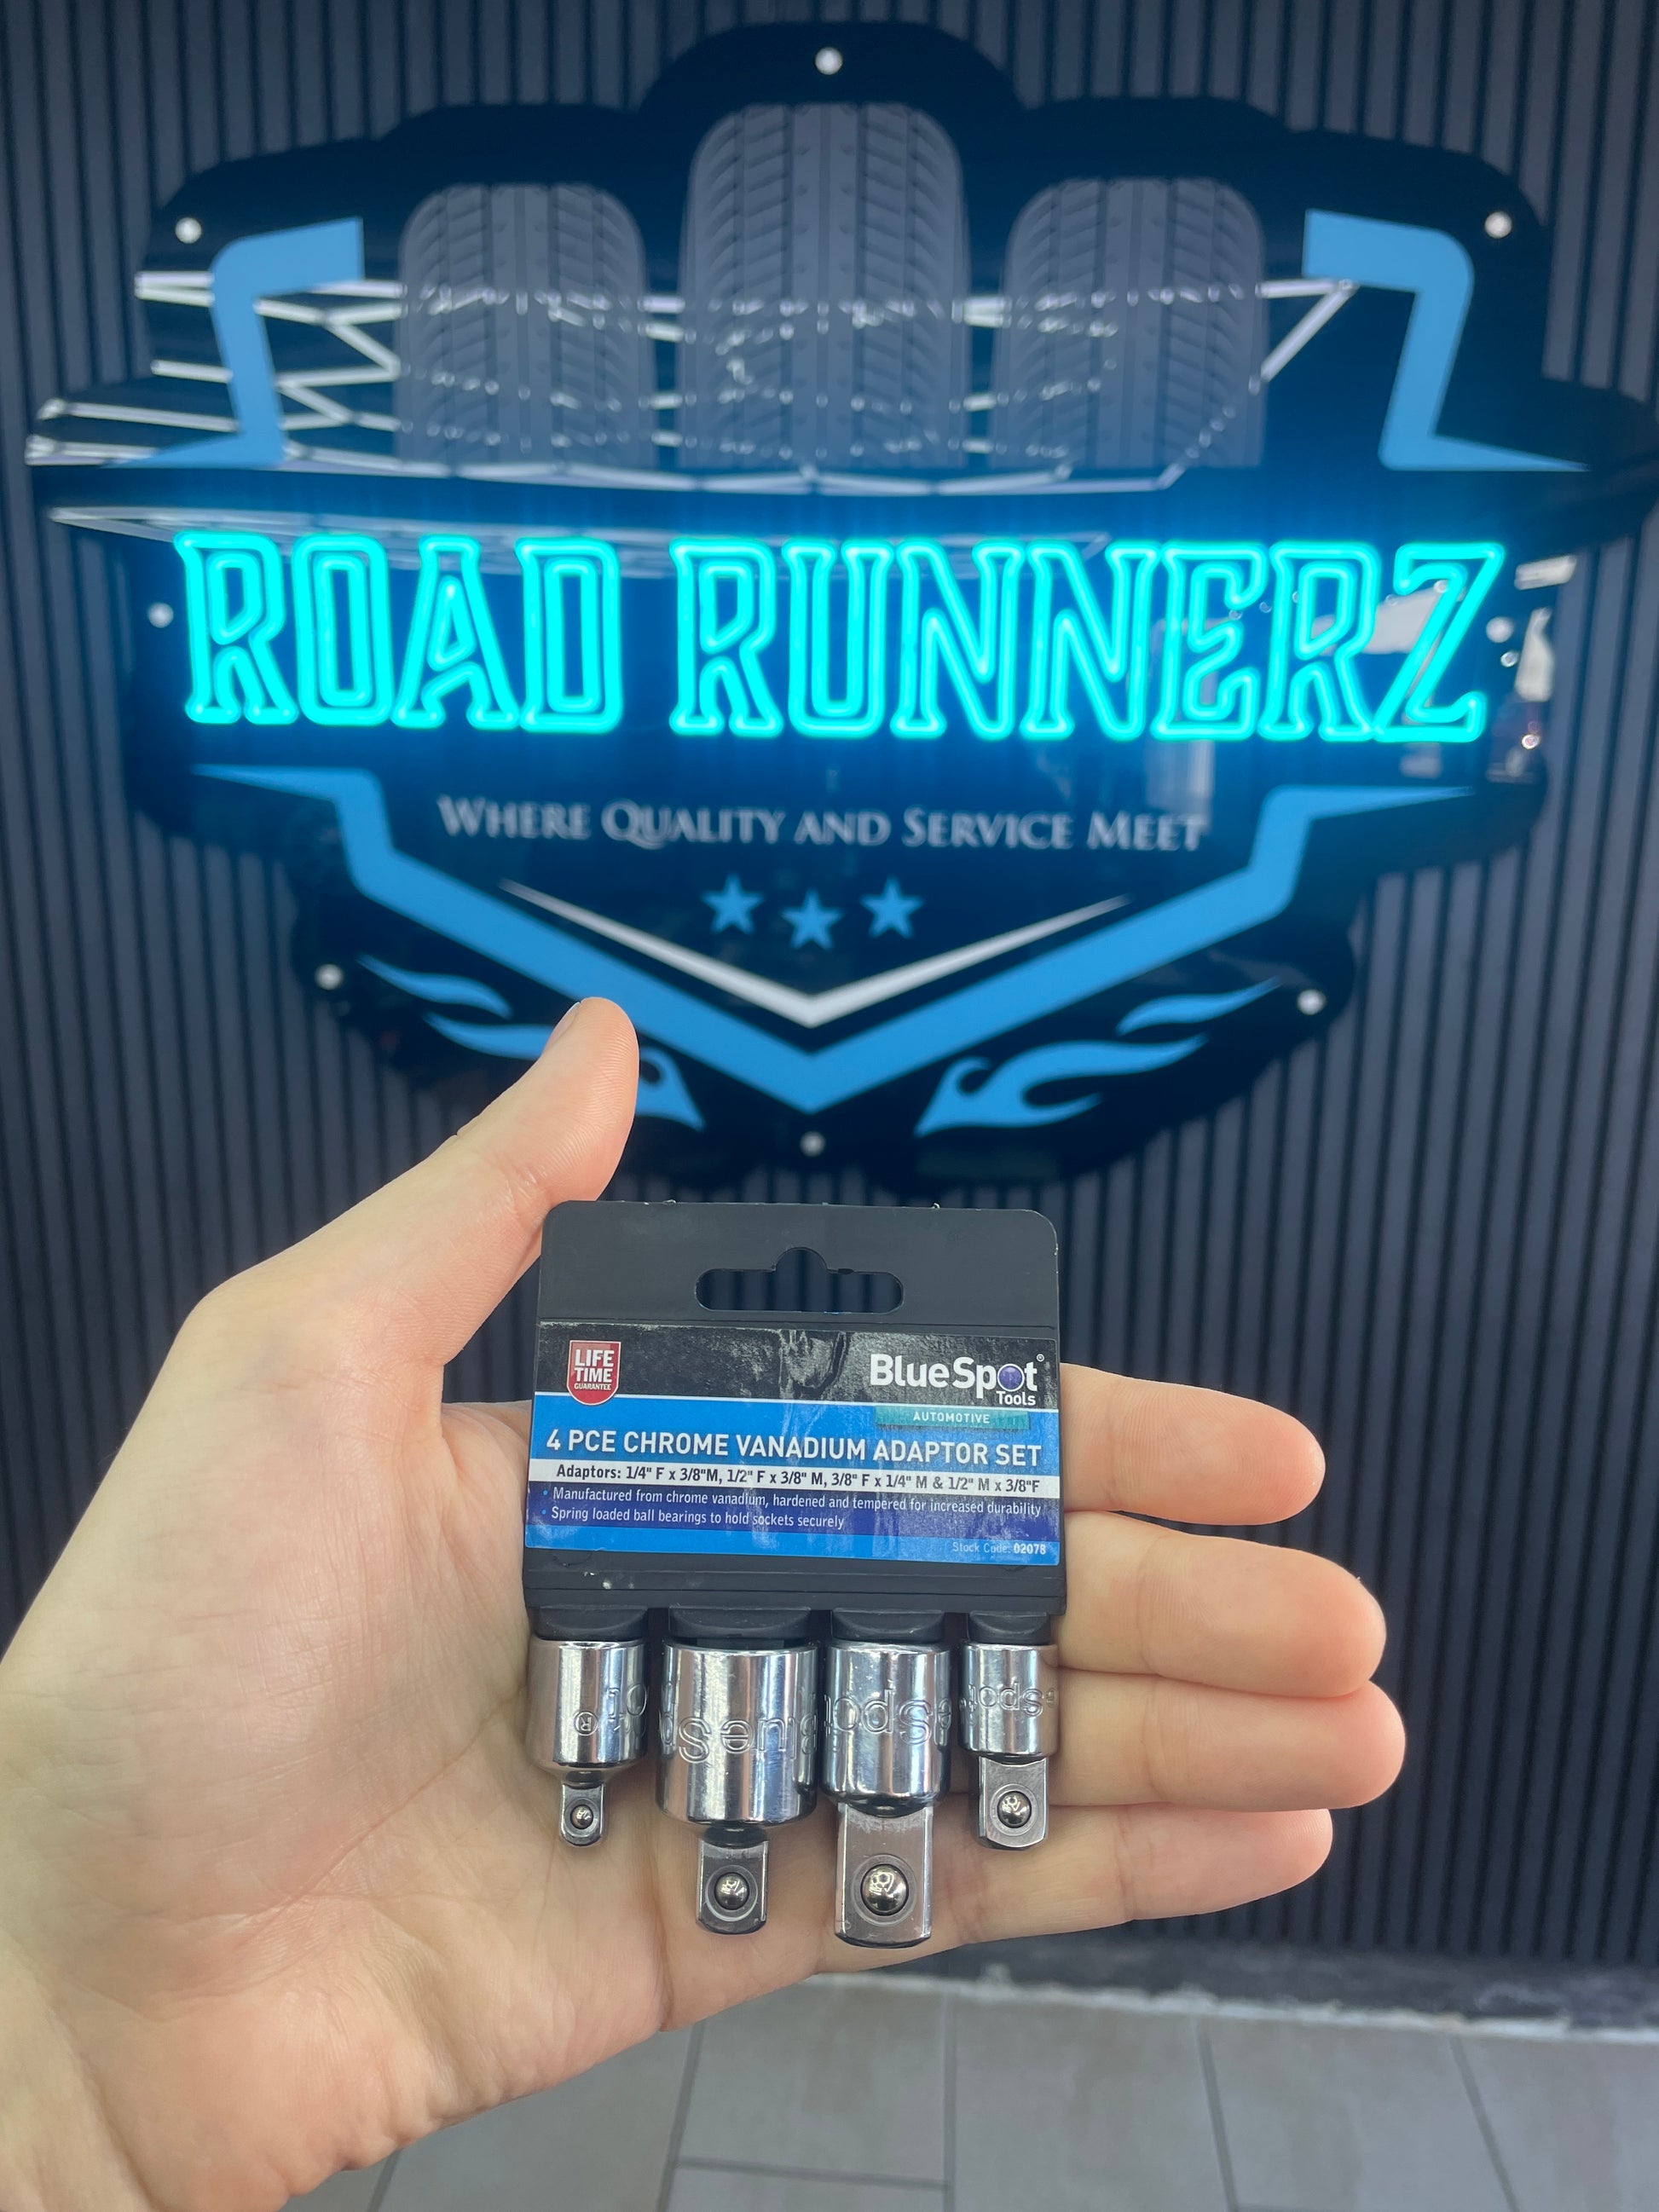 ROAD RUNNERZ
WHERE QUALITY AND SERVICE MEET
LIFE
TIME
GUARANTEE
BlueSpot®
Tools
AUTOMOTIVE
4 PCE CHROME VANADIUM ADAPTOR SET
Adaptors: 1/4" F x 3/8"M, 1/2" F x 3/8" M, 3/8" F x 1/4" M & 1/2" M x 3/8"F
• Manufactured from chrome vanadium, hardened and tempered for increased durability
• Spring loaded ball bearings to hold sockets securely
Stock Code: 02078